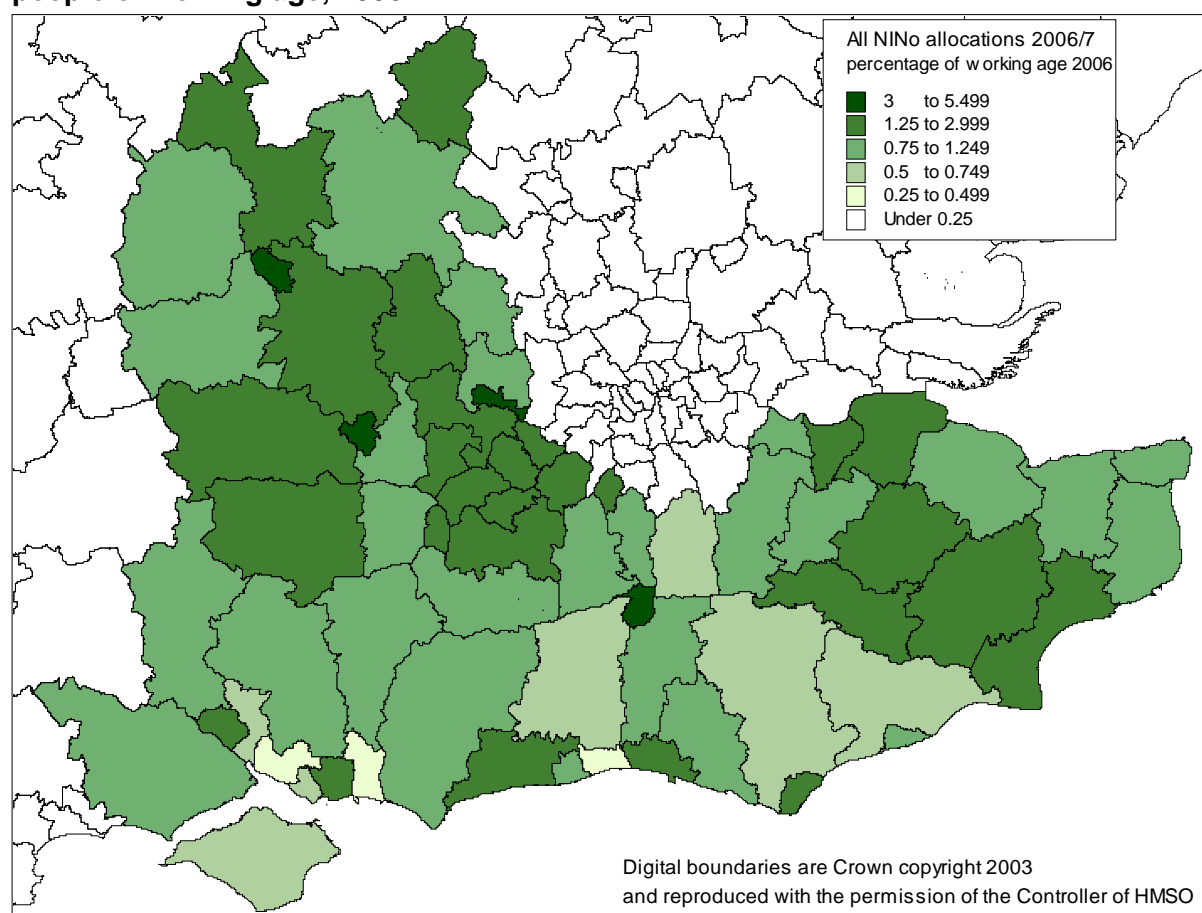 All NINo allocations 2006/7
percentage of working age 2006
3 to 5.499
1.25 to 2.999
0.75 to 1.249
0.5 to 0.749
0.25 to 0.499
Under 0.25
Digital boundaries are Crown copyright 2003
and reproduced with the permission of the Controller of HMSO